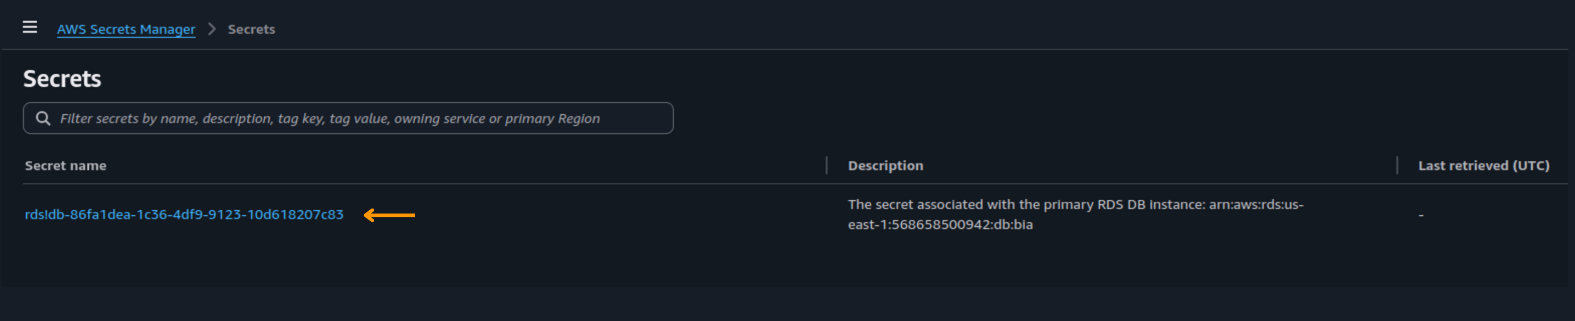 AWS Secrets Manager > Secrets
Secrets
Filter secrets by name, description, tag key, tag value, owning service or primary Region
Secret name | Description | Last retrieved (UTC)
rds!db-86fa1dea-1c36-4df9-9123-10d618207c83
The secret associated with the primary RDS DB instance: arn:aws:rds:us-
east-1:568658500942:db:bia
-